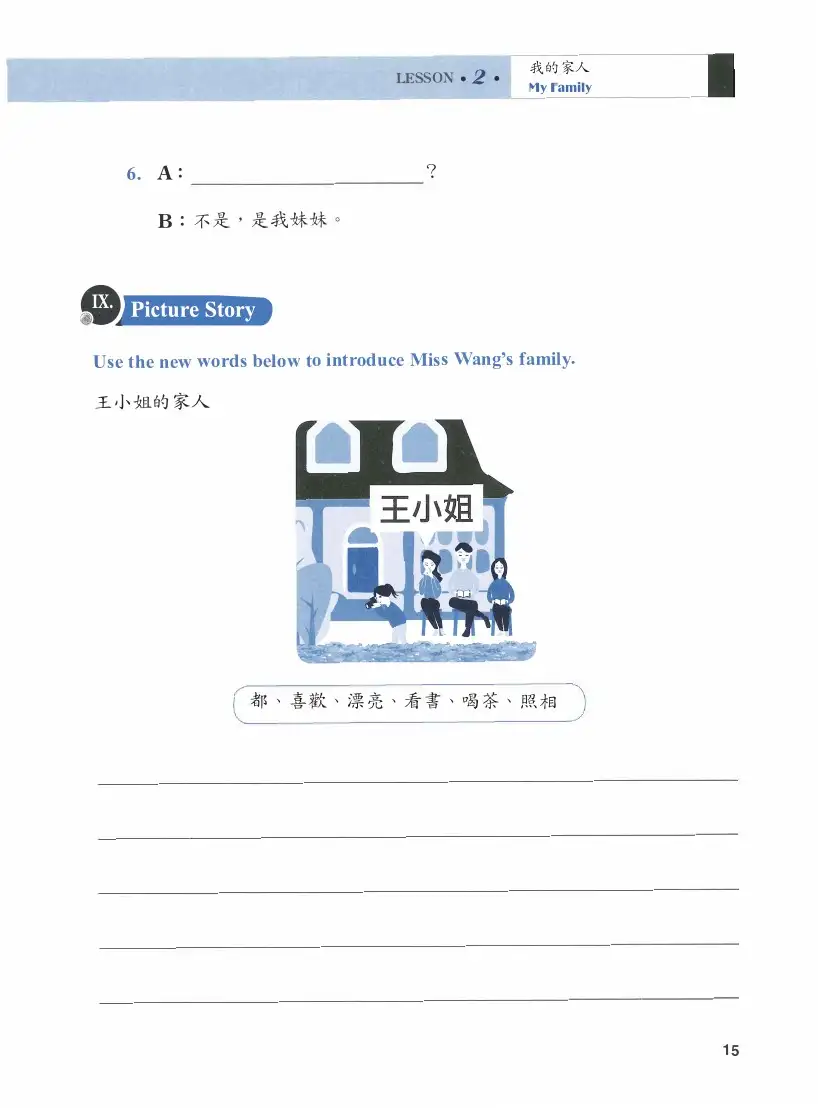 LESSON • 2 •
我的家人
My Family
6. A：____________________？
B：不是，是我妹妹。
IX. Picture Story
Use the new words below to introduce Miss Wang's family.
王小姐的家人
王小姐
都、喜歡、漂亮、看書、喝茶、照相
15